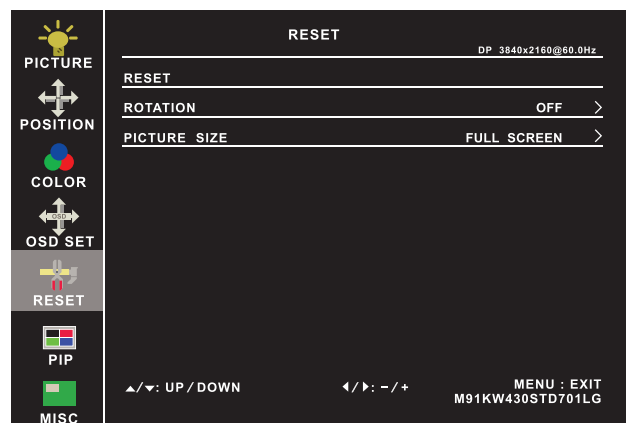 PICTURE
POSITION
COLOR
OSD
OSD SET
RESET
PIP
MISC
RESET
DP 3840x2160@60.0Hz
RESET
ROTATION OFF >
PICTURE SIZE FULL SCREEN >
▲/▼: UP/DOWN ◀/▶: -/+ MENU : EXIT
M91KW430STD701LG